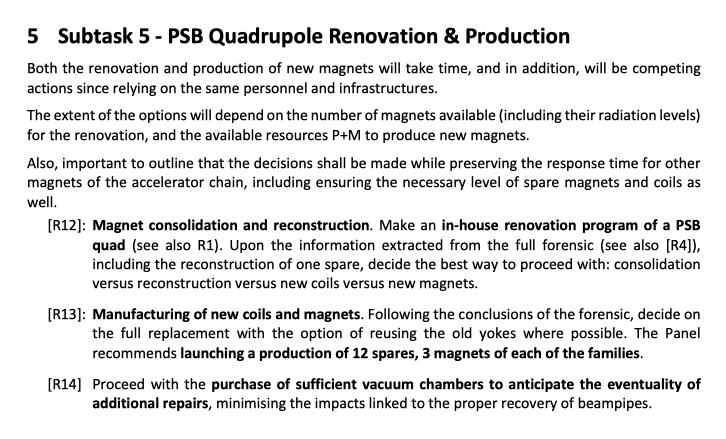 5 Subtask 5 - PSB Quadrupole Renovation & Production
Both the renovation and production of new magnets will take time, and in addition, will be competing
actions since relying on the same personnel and infrastructures.
The extent of the options will depend on the number of magnets available (including their radiation levels)
for the renovation, and the available resources P+M to produce new magnets.
Also, important to outline that the decisions shall be made while preserving the response time for other
magnets of the accelerator chain, including ensuring the necessary level of spare magnets and coils as
well.
[R12]: Magnet consolidation and reconstruction. Make an in-house renovation program of a PSB
quad (see also R1). Upon the information extracted from the full forensic (see also [R4]),
including the reconstruction of one spare, decide the best way to proceed with: consolidation
versus reconstruction versus new coils versus new magnets.
[R13]: Manufacturing of new coils and magnets. Following the conclusions of the forensic, decide on
the full replacement with the option of reusing the old yokes where possible. The Panel
recommends launching a production of 12 spares, 3 magnets of each of the families.
[R14] Proceed with the purchase of sufficient vacuum chambers to anticipate the eventuality of
additional repairs, minimising the impacts linked to the proper recovery of beampipes.